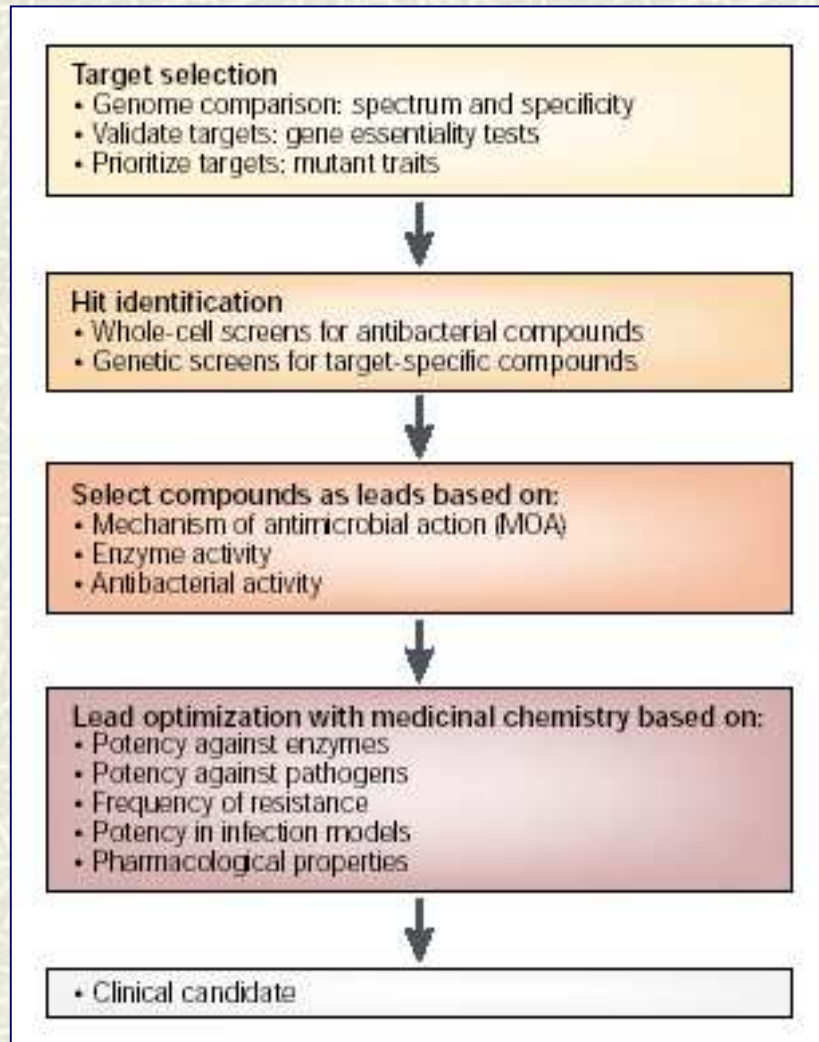 Target selection
• Genome comparison: spectrum and specificity
• Validate targets: gene essentiality tests
• Prioritize targets: mutant traits
Hit identification
• Whole-cell screens for antibacterial compounds
• Genetic screens for target-specific compounds
Select compounds as leads based on:
• Mechanism of antimicrobial action (MOA)
• Enzyme activity
• Antibacterial activity
Lead optimization with medicinal chemistry based on:
• Potency against enzymes
• Potency against pathogens
• Frequency of resistance
• Potency in infection models
• Pharmacological properties
• Clinical candidate